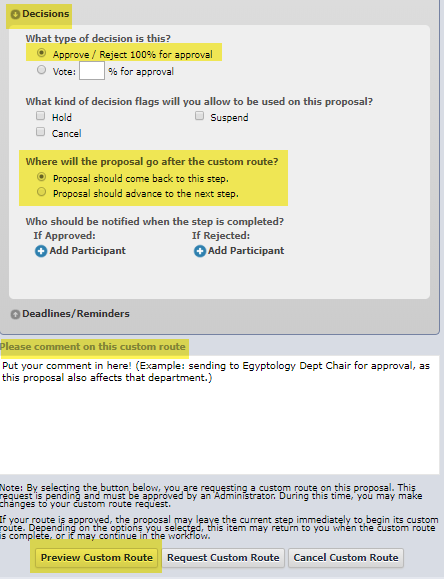 Decisions
What type of decision is this?
Approve / Reject 100% for approval
Vote: % for approval
What kind of decision flags will you allow to be used on this proposal?
Hold Suspend
Cancel
Where will the proposal go after the custom route?
Proposal should come back to this step.
Proposal should advance to the next step.
Who should be notified when the step is completed?
If Approved: If Rejected:
Add Participant Add Participant
Deadlines/Reminders
Please comment on this custom route
Put your comment in here! (Example: sending to Egyptology Dept Chair for approval, as
this proposal also affects that department.)
Note: By selecting the button below, you are requesting a custom route on this proposal. This
request is pending and must be approved by an Administrator. During this time, you may make
changes to your custom route request.
If your route is approved, the proposal may leave the current step immediately to begin its custom
route. Depending on the options you selected, this item may return to you when the custom route
is complete, or it may continue in the workflow.
Preview Custom Route Request Custom Route Cancel Custom Route